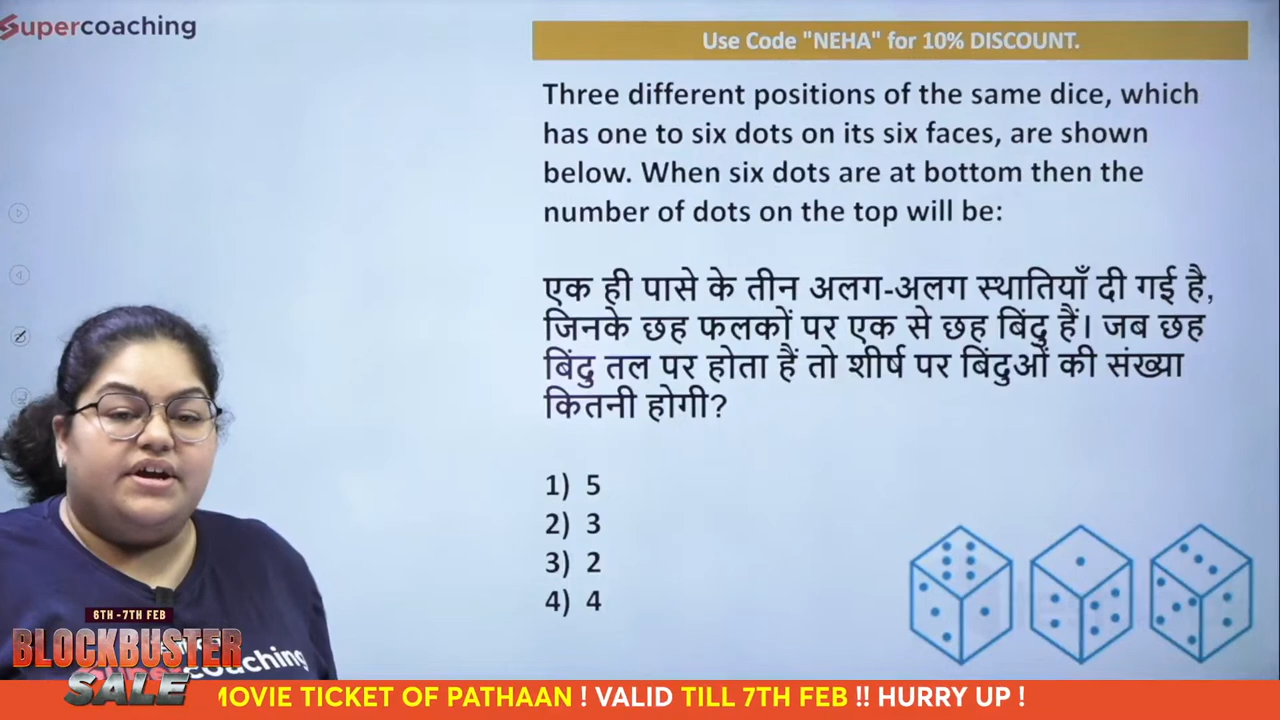 Supercoaching
Use Code "NEHA" for 10% DISCOUNT.
Three different positions of the same dice, which
has one to six dots on its six faces, are shown
below. When six dots are at bottom then the
number of dots on the top will be:
एक ही पासे के तीन अलग-अलग स्थातियाँ दी गई है,
जिनके छह फलकों पर एक से छह बिंदु हैं। जब छह
बिंदु तल पर होता हैं तो शीर्ष पर बिंदुओं की संख्या
कितनी होगी?
1) 5
2) 3
3) 2
4) 4
coaching
6TH -7TH FEB
BLOCKBUSTER
SALE
MOVIE TICKET OF PATHAAN ! VALID TILL 7TH FEB !! HURRY UP !